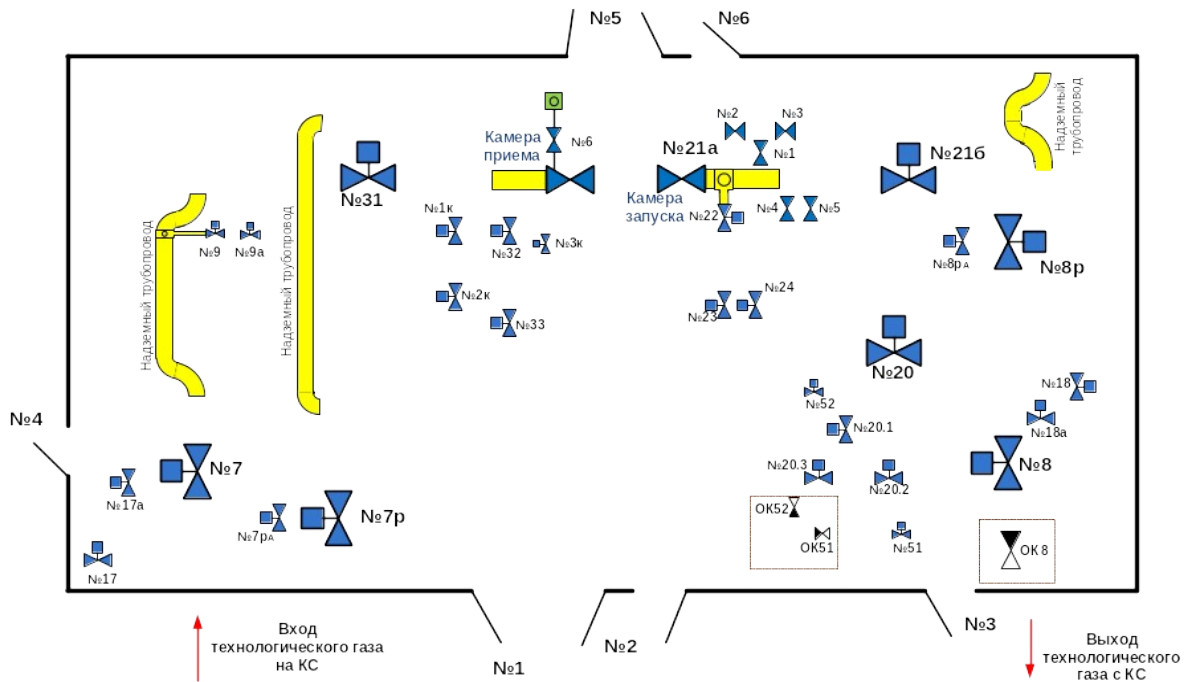 №5
№6
№2
№3
Камера
приема
№6
№21а
№1
№21б
Надземный
трубопровод
№31
Камера
запуска
№22
№4
№5
№1к
№32
№3к
Надземный трубопровод
№9
№9а
Надземный трубопровод
№8рА
№8р
№2к
№33
№23
№24
№20
№52
№18
№18а
№4
№20.1
№7
№20.3
№20.2
№8
№17а
№7рА
№7р
ОК52
ОК51
№51
ОК 8
№17
Вход
технологического газа
на КС
№1
№2
№3
Выход
технологического
газа с КС